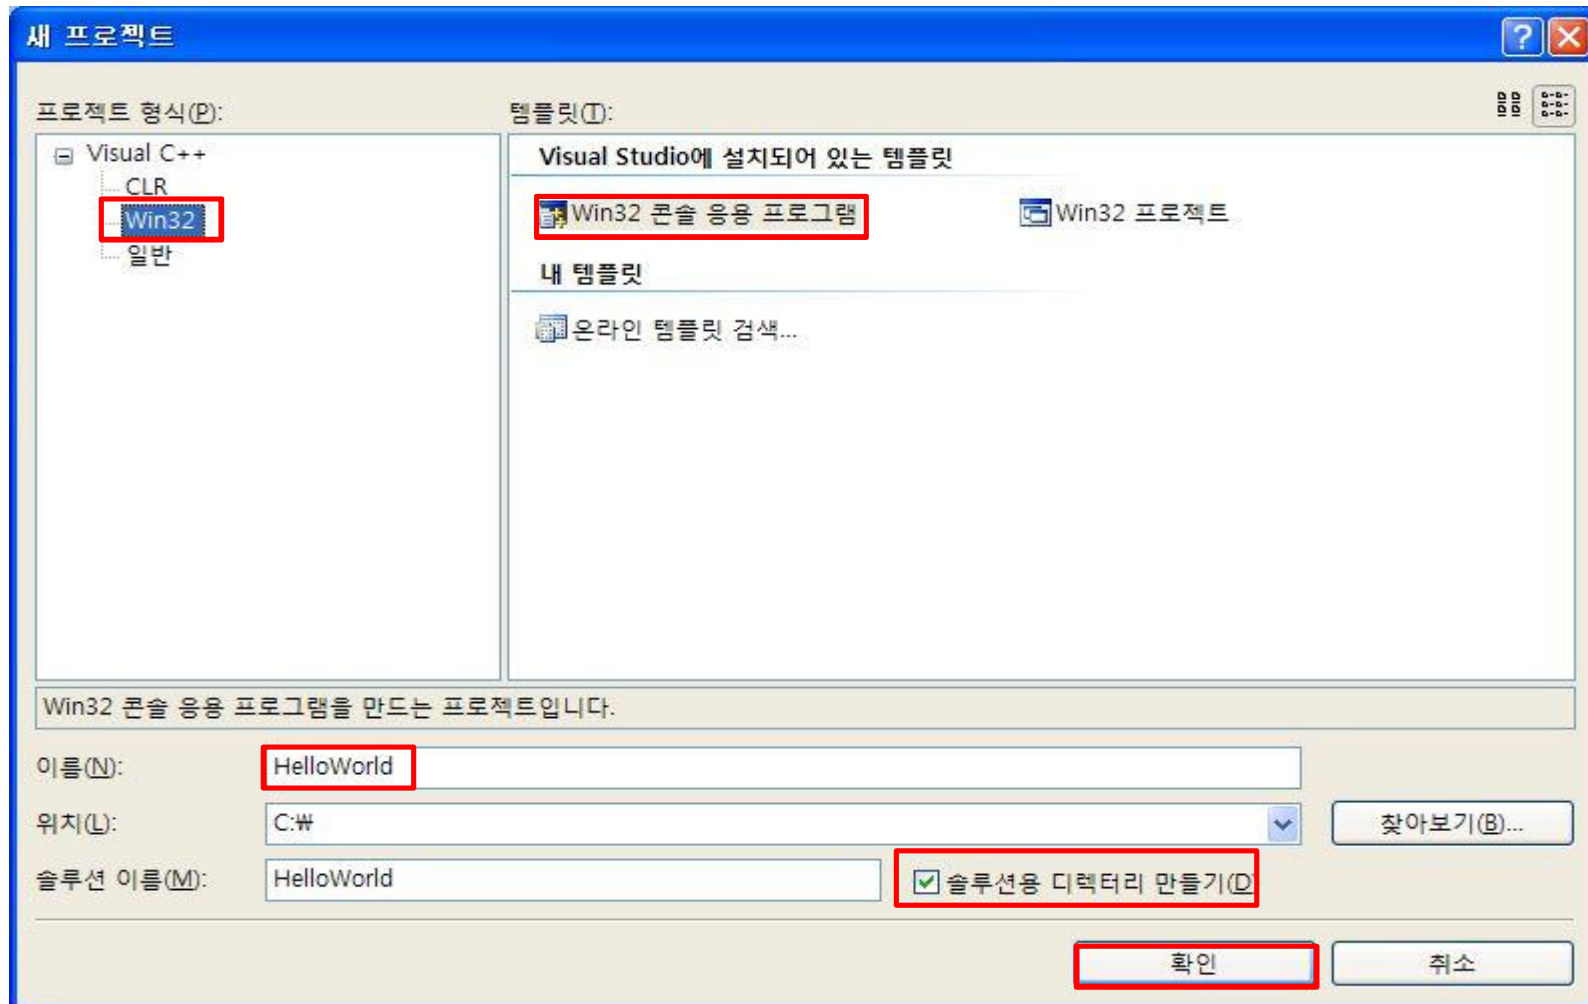 새 프로젝트
프로젝트 형식(P):
템플릿(T):
Visual C++
CLR
Win32
일반
Visual Studio에 설치되어 있는 템플릿
Win32 콘솔 응용 프로그램
Win32 프로젝트
내 템플릿
온라인 템플릿 검색...
Win32 콘솔 응용 프로그램을 만드는 프로젝트입니다.
이름(N):
HelloWorld
위치(L):
C:₩
찾아보기(B)...
솔루션 이름(M):
HelloWorld
솔루션용 디렉터리 만들기(D
확인
취소